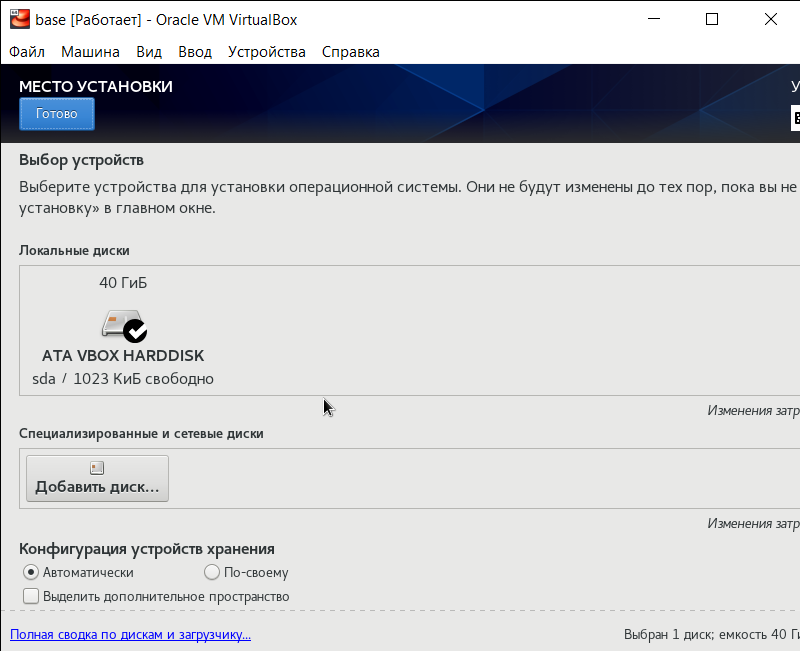 base [Работает] - Oracle VM VirtualBox
Файл Машина Вид Ввод Устройства Справка
МЕСТО УСТАНОВКИ
Готово
Выбор устройств
Выберите устройства для установки операционной системы. Они не будут изменены до тех пор, пока вы не
установку» в главном окне.
Локальные диски
40 ГиБ
ATA VBOX HARDDISK
sda / 1023 КиБ свободно
Изменения затр
Специализированные и сетевые диски
Добавить диск...
Изменения затр
Конфигурация устройств хранения
Автоматически По-своему
Выделить дополнительное пространство
Полная сводка по дискам и загрузчику...
Выбран 1 диск; емкость 40 Ги